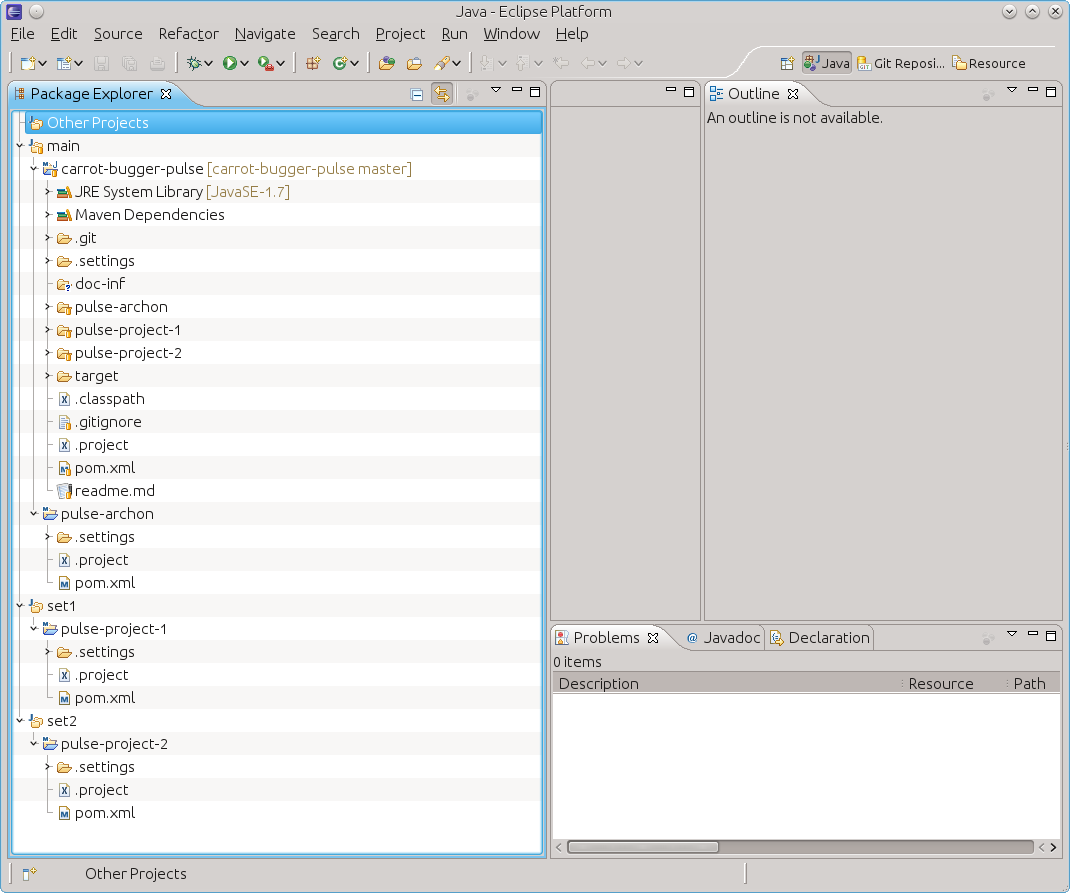 Java - Eclipse Platform
File Edit Source Refactor Navigate Search Project Run Window Help
Java Git Reposi... Resource
Package Explorer
Other Projects
main
carrot-bugger-pulse [carrot-bugger-pulse master]
JRE System Library [JavaSE-1.7]
Maven Dependencies
.git
.settings
doc-inf
pulse-archon
pulse-project-1
pulse-project-2
target
.classpath
.gitignore
.project
pom.xml
readme.md
pulse-archon
.settings
.project
pom.xml
set1
pulse-project-1
.settings
.project
pom.xml
set2
pulse-project-2
.settings
.project
pom.xml
Outline
An outline is not available.
Problems @ Javadoc Declaration
0 items
Description Resource Path
Other Projects